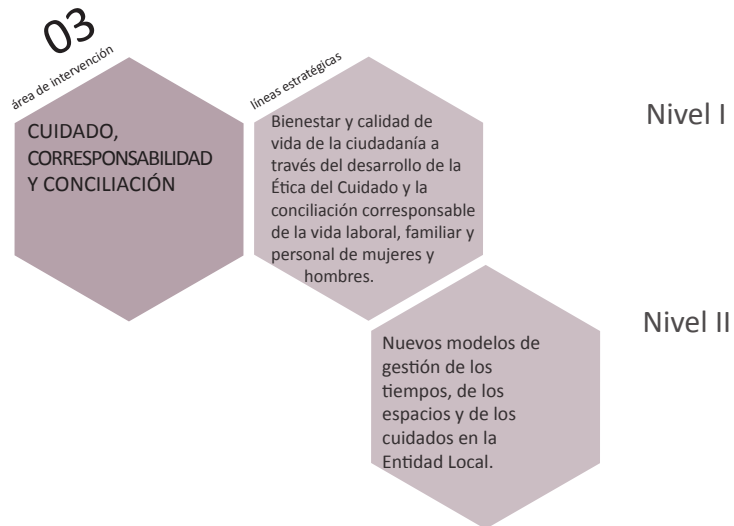 03
área de intervención
CUIDADO,
CORRESPONSABILIDAD
Y CONCILIACIÓN
líneas estratégicas
Bienestar y calidad de
vida de la ciudadanía a
través del desarrollo de la
Ética del Cuidado y la
conciliación corresponsable
de la vida laboral, familiar y
personal de mujeres y
hombres.
Nivel I
Nuevos modelos de
gestión de los
tiempos, de los
espacios y de los
cuidados en la
Entidad Local.
Nivel II